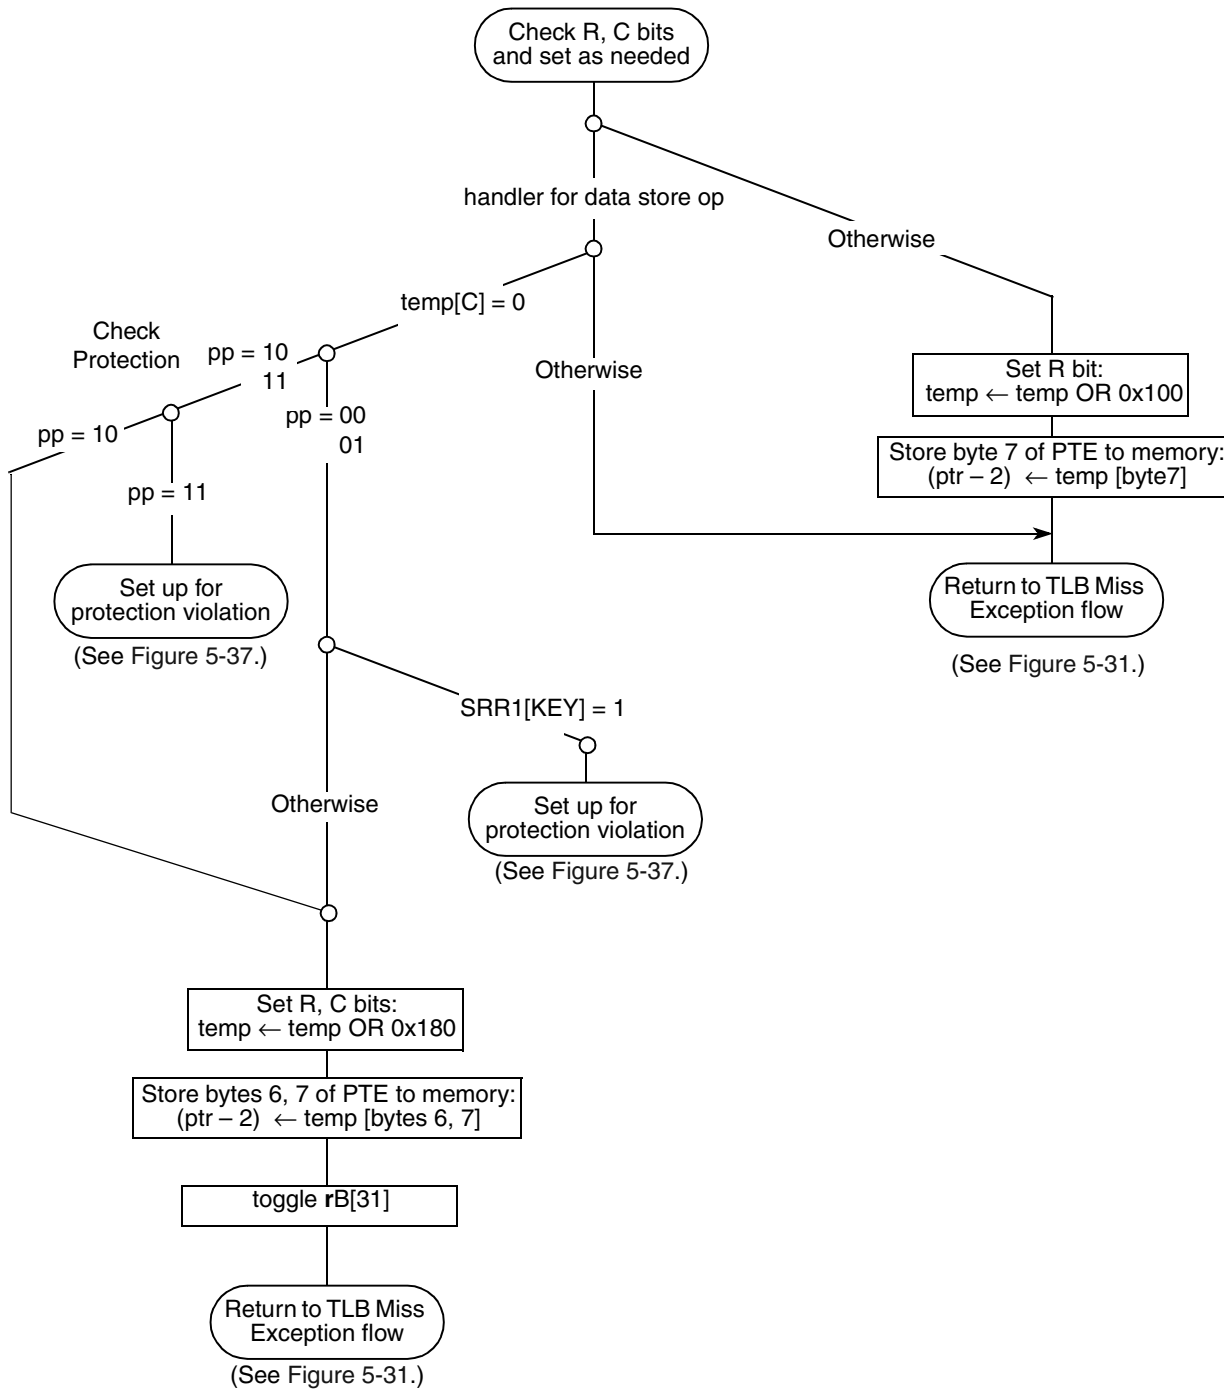 Check R, C bits
and set as needed
handler for data store op
Otherwise
temp[C] = 0
Check
Protection
pp = 10
11
Otherwise
Set R bit:
temp ← temp OR 0x100
pp = 00
01
pp = 10
Store byte 7 of PTE to memory:
(ptr – 2) ← temp [byte7]
pp = 11
Set up for
protection violation
(See Figure 5-37.)
Return to TLB Miss
Exception flow
(See Figure 5-31.)
SRR1[KEY] = 1
Otherwise
Set up for
protection violation
(See Figure 5-37.)
Set R, C bits:
temp ← temp OR 0x180
Store bytes 6, 7 of PTE to memory:
(ptr – 2) ← temp [bytes 6, 7]
toggle rB[31]
Return to TLB Miss
Exception flow
(See Figure 5-31.)